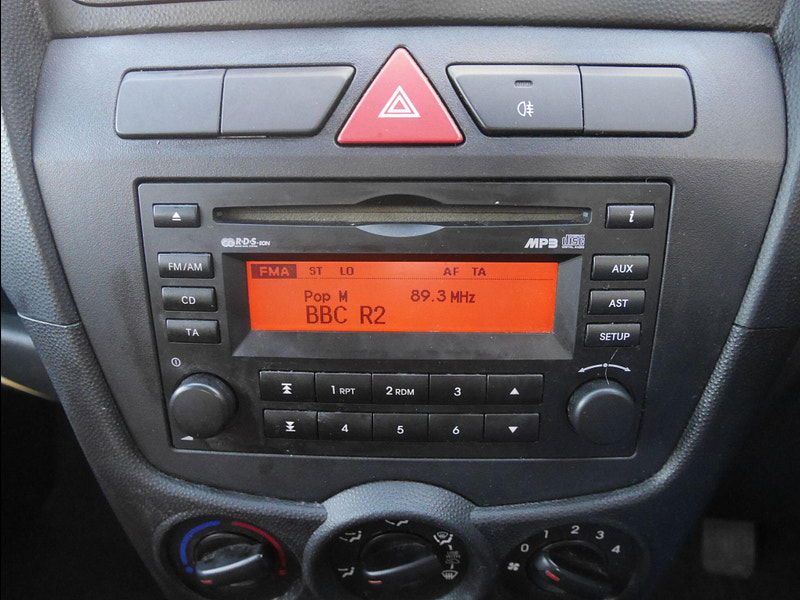 i
R·D·S EON
MP3
disc
FM/AM
FMA ST LO AF TA
AUX
CD
Pop M 89.3 MHz
AST
TA
BBC R2
SETUP
1 RPT 2 RDM 3
4 5 6
0 1 2 3 4